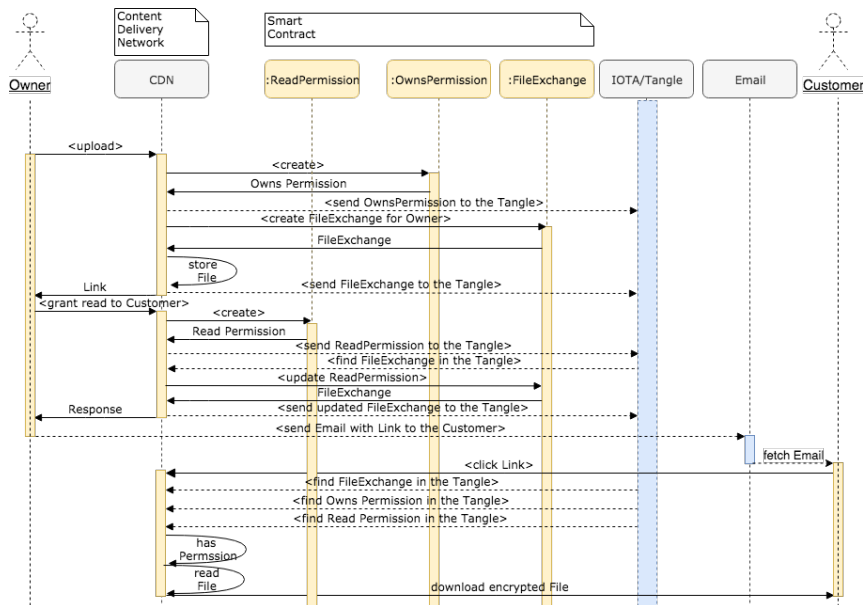 Content
Delivery
Network
Smart
Contract
Owner
CDN
:ReadPermission
:OwnsPermission
:FileExchange
IOTA/Tangle
Email
Customer
<upload>
<create>
Owns Permission
<send OwnsPermission to the Tangle>
<create FileExchange for Owner>
FileExchange
store
File
Link
<send FileExchange to the Tangle>
<grant read to Customer>
<create>
Read Permission
<send ReadPermission to the Tangle>
<find FileExchange in the Tangle>
<update ReadPermission>
FileExchange
Response
<send updated FileExchange to the Tangle>
<send Email with Link to the Customer>
fetch Email
<click Link>
<find FileExchange in the Tangle>
<find Owns Permission in the Tangle>
<find Read Permission in the Tangle>
has
Permssion
read
File
download encrypted File